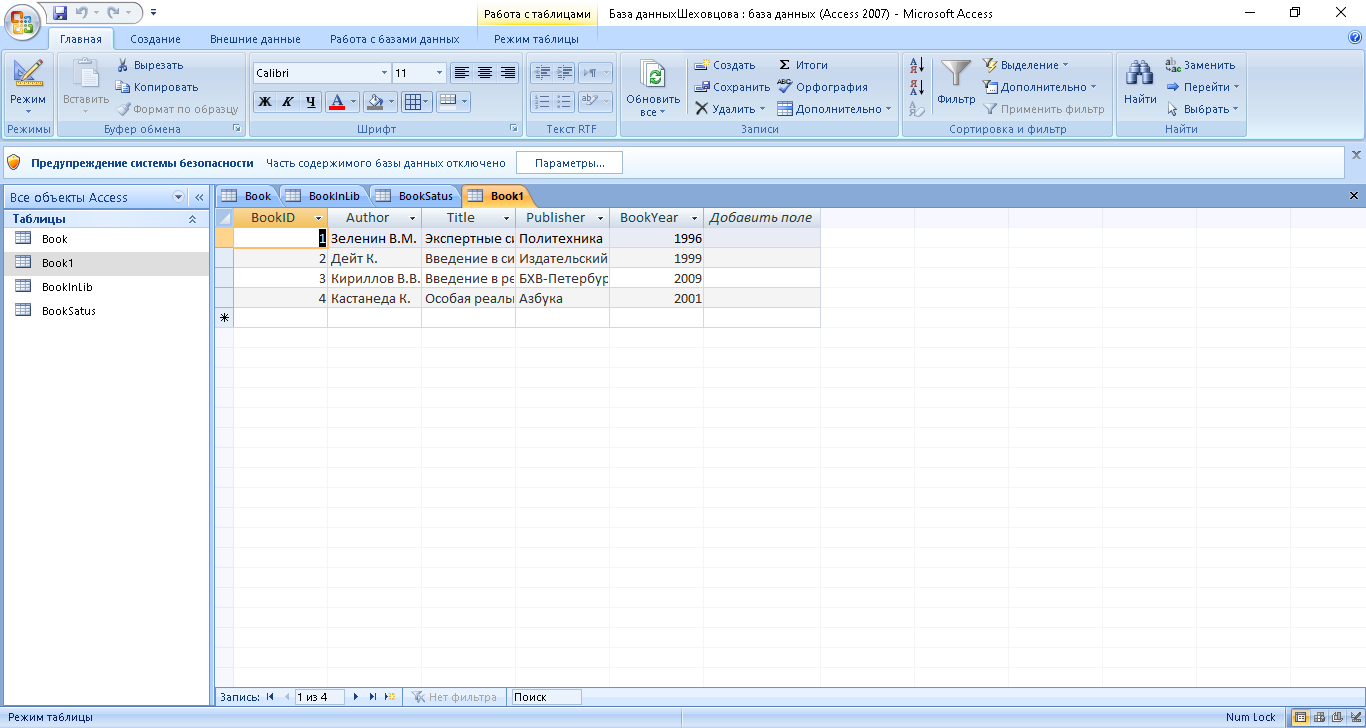 Работа с таблицами База данныхШеховцова : база данных (Access 2007) - Microsoft Access
Главная Создание Внешние данные Работа с базами данных Режим таблицы
Режим
Режимы
Вставить
Вырезать
Копировать
Формат по образцу
Буфер обмена
Calibri 11
Ж К Ч А
Шрифт
Текст RTF
Обновить все
Создать
Сохранить
Удалить
Итоги
Орфография
Дополнительно
Записи
Фильтр
Выделение
Дополнительно
Применить фильтр
Сортировка и фильтр
Найти
Заменить
Перейти
Выбрать
Найти
Предупреждение системы безопасности Часть содержимого базы данных отключено Параметры...
Все объекты Access
Таблицы
Book
Book1
BookInLib
BookSatus
Book BookInLib BookSatus Book1
BookID Author Title Publisher BookYear Добавить поле
1 Зеленин В.М. Экспертные си Политехника 1996
2 Дейт К. Введение в си Издательский 1999
3 Кириллов В.В. Введение в ре БХВ-Петербур 2009
4 Кастанеда К. Особая реалы Азбука 2001
Запись: 1 из 4 Нет фильтра Поиск
Режим таблицы Num Lock